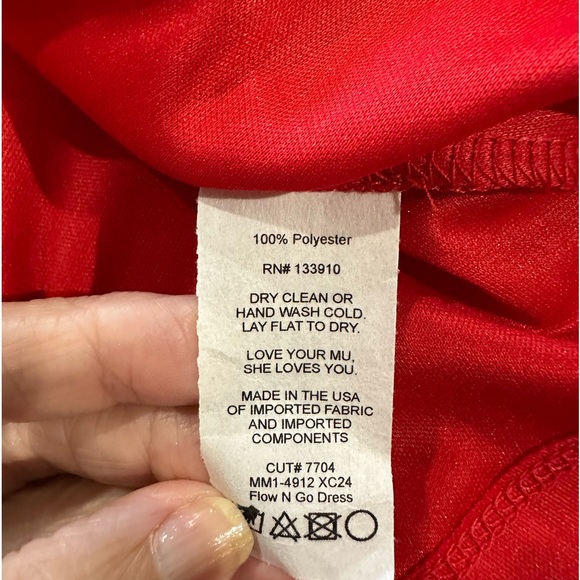 100% Polyester
RN# 133910
DRY CLEAN OR
HAND WASH COLD.
LAY FLAT TO DRY.
LOVE YOUR MU,
SHE LOVES YOU.
MADE IN THE USA
OF IMPORTED FABRIC
AND IMPORTED
COMPONENTS
CUT# 7704
MM1-4912 XC24
Flow N Go Dress